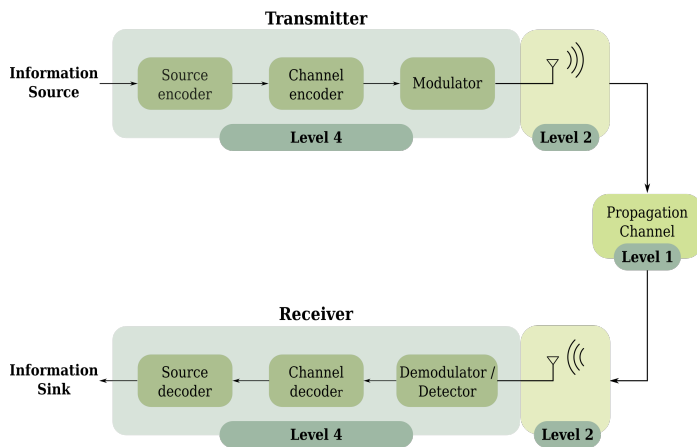 Transmitter
Information
Source
Source
encoder
Channel
encoder
Modulator
Level 4
Level 2
Propagation
Channel
Level 1
Receiver
Information
Sink
Source
decoder
Channel
decoder
Demodulator /
Detector
Level 4
Level 2